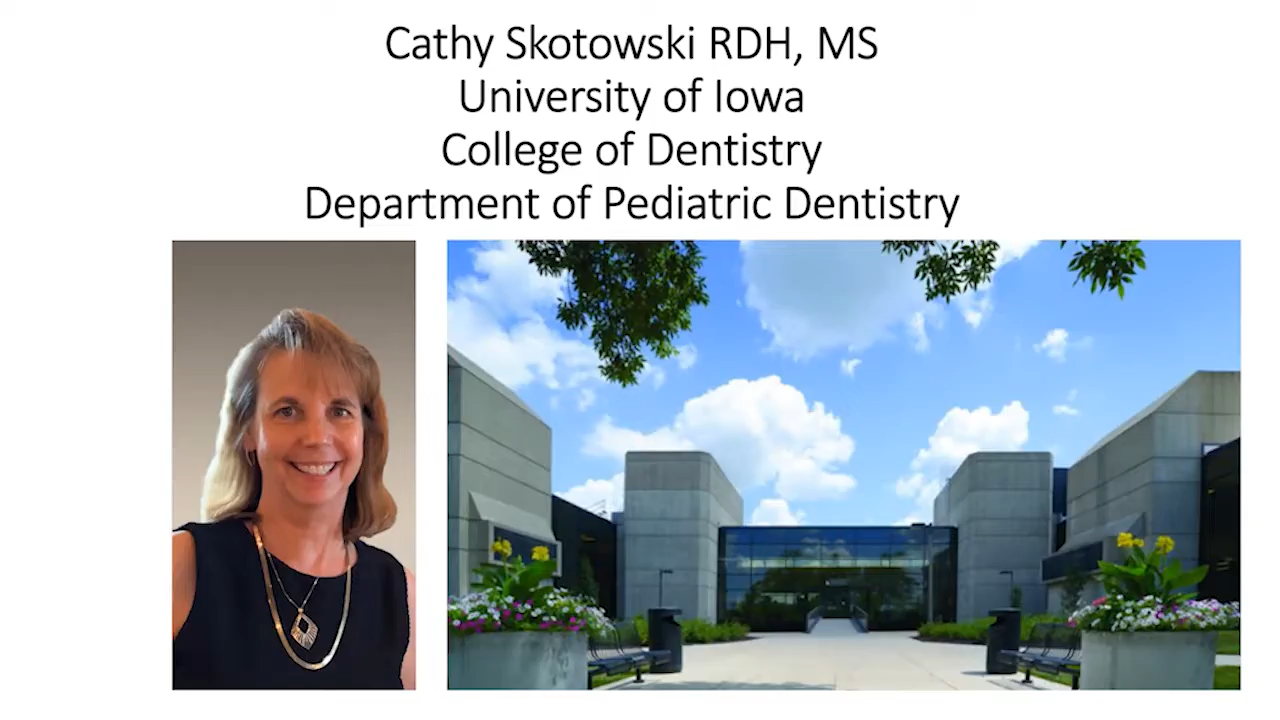 Cathy Skotowski RDH, MS
University of Iowa
College of Dentistry
Department of Pediatric Dentistry